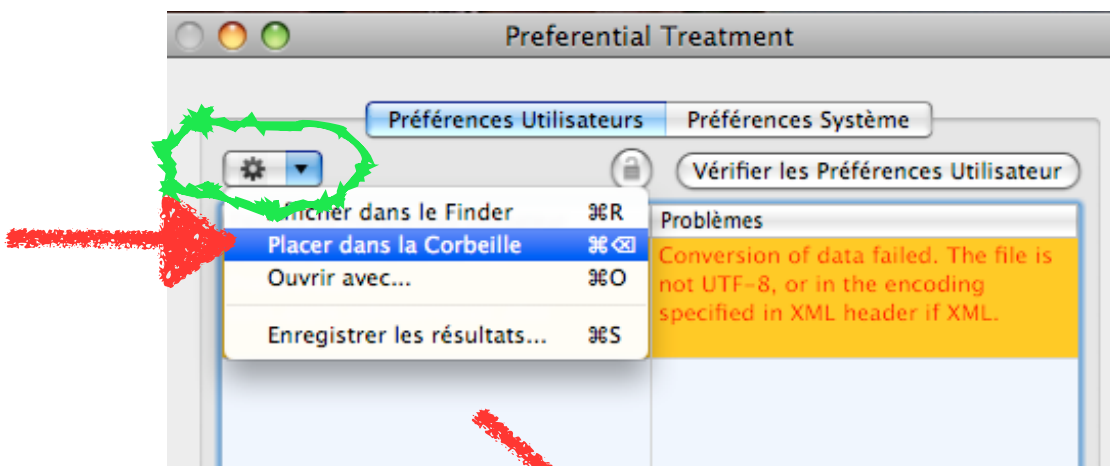 Preferential Treatment
Préférences Utilisateurs Préférences Système
Vérifier les Préférences Utilisateur
Afficher dans le Finder ⌘R
Placer dans la Corbeille ⌘⌫
Ouvrir avec... ⌘O
Enregistrer les résultats... ⌘S
Problèmes
Conversion of data failed. The file is
not UTF-8, or in the encoding
specified in XML header if XML.